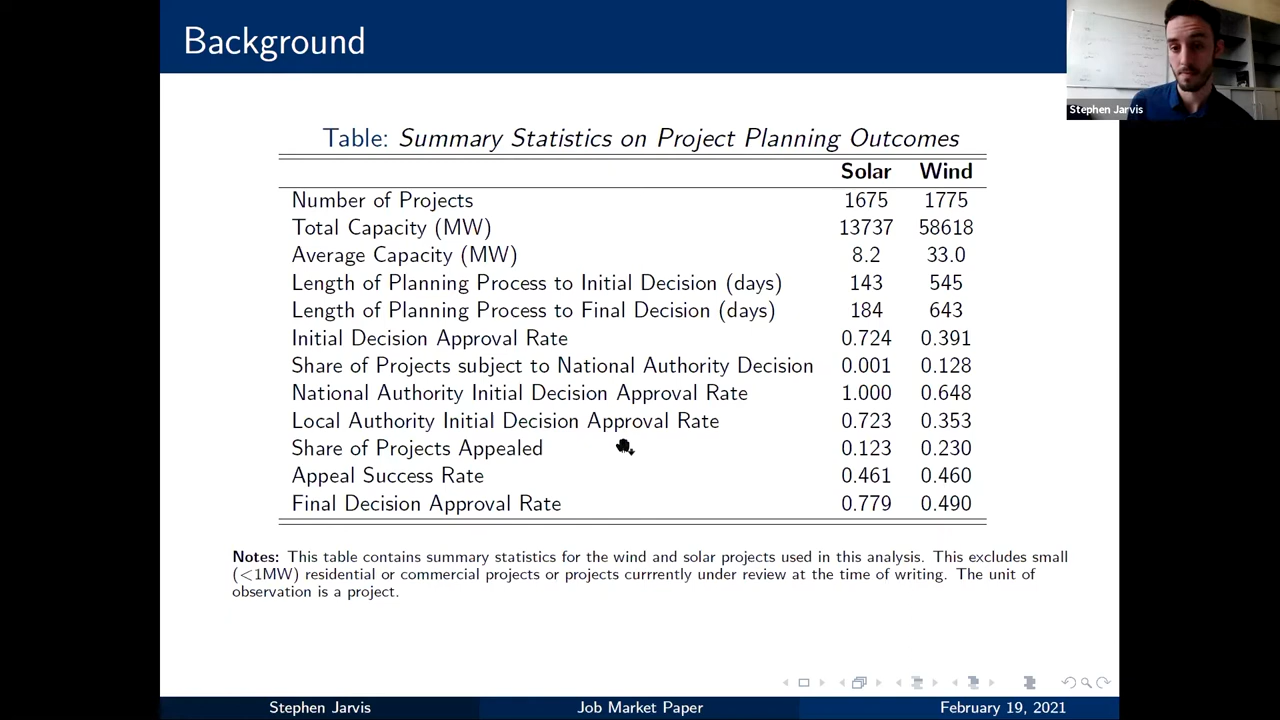 Background
Stephen Jarvis
Table: Summary Statistics on Project Planning Outcomes
Solar Wind
Number of Projects 1675 1775
Total Capacity (MW) 13737 58618
Average Capacity (MW) 8.2 33.0
Length of Planning Process to Initial Decision (days) 143 545
Length of Planning Process to Final Decision (days) 184 643
Initial Decision Approval Rate 0.724 0.391
Share of Projects subject to National Authority Decision 0.001 0.128
National Authority Initial Decision Approval Rate 1.000 0.648
Local Authority Initial Decision Approval Rate 0.723 0.353
Share of Projects Appealed 0.123 0.230
Appeal Success Rate 0.461 0.460
Final Decision Approval Rate 0.779 0.490
Notes: This table contains summary statistics for the wind and solar projects used in this analysis. This excludes small
(<1MW) residential or commercial projects or projects currrently under review at the time of writing. The unit of
observation is a project.
Stephen Jarvis Job Market Paper February 19, 2021